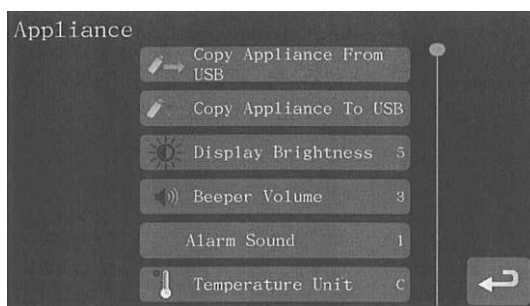 Appliance
Copy Appliance From
USB
Copy Appliance To USB
Display Brightness 5
Beeper Volume 3
Alarm Sound 1
Temperature Unit C